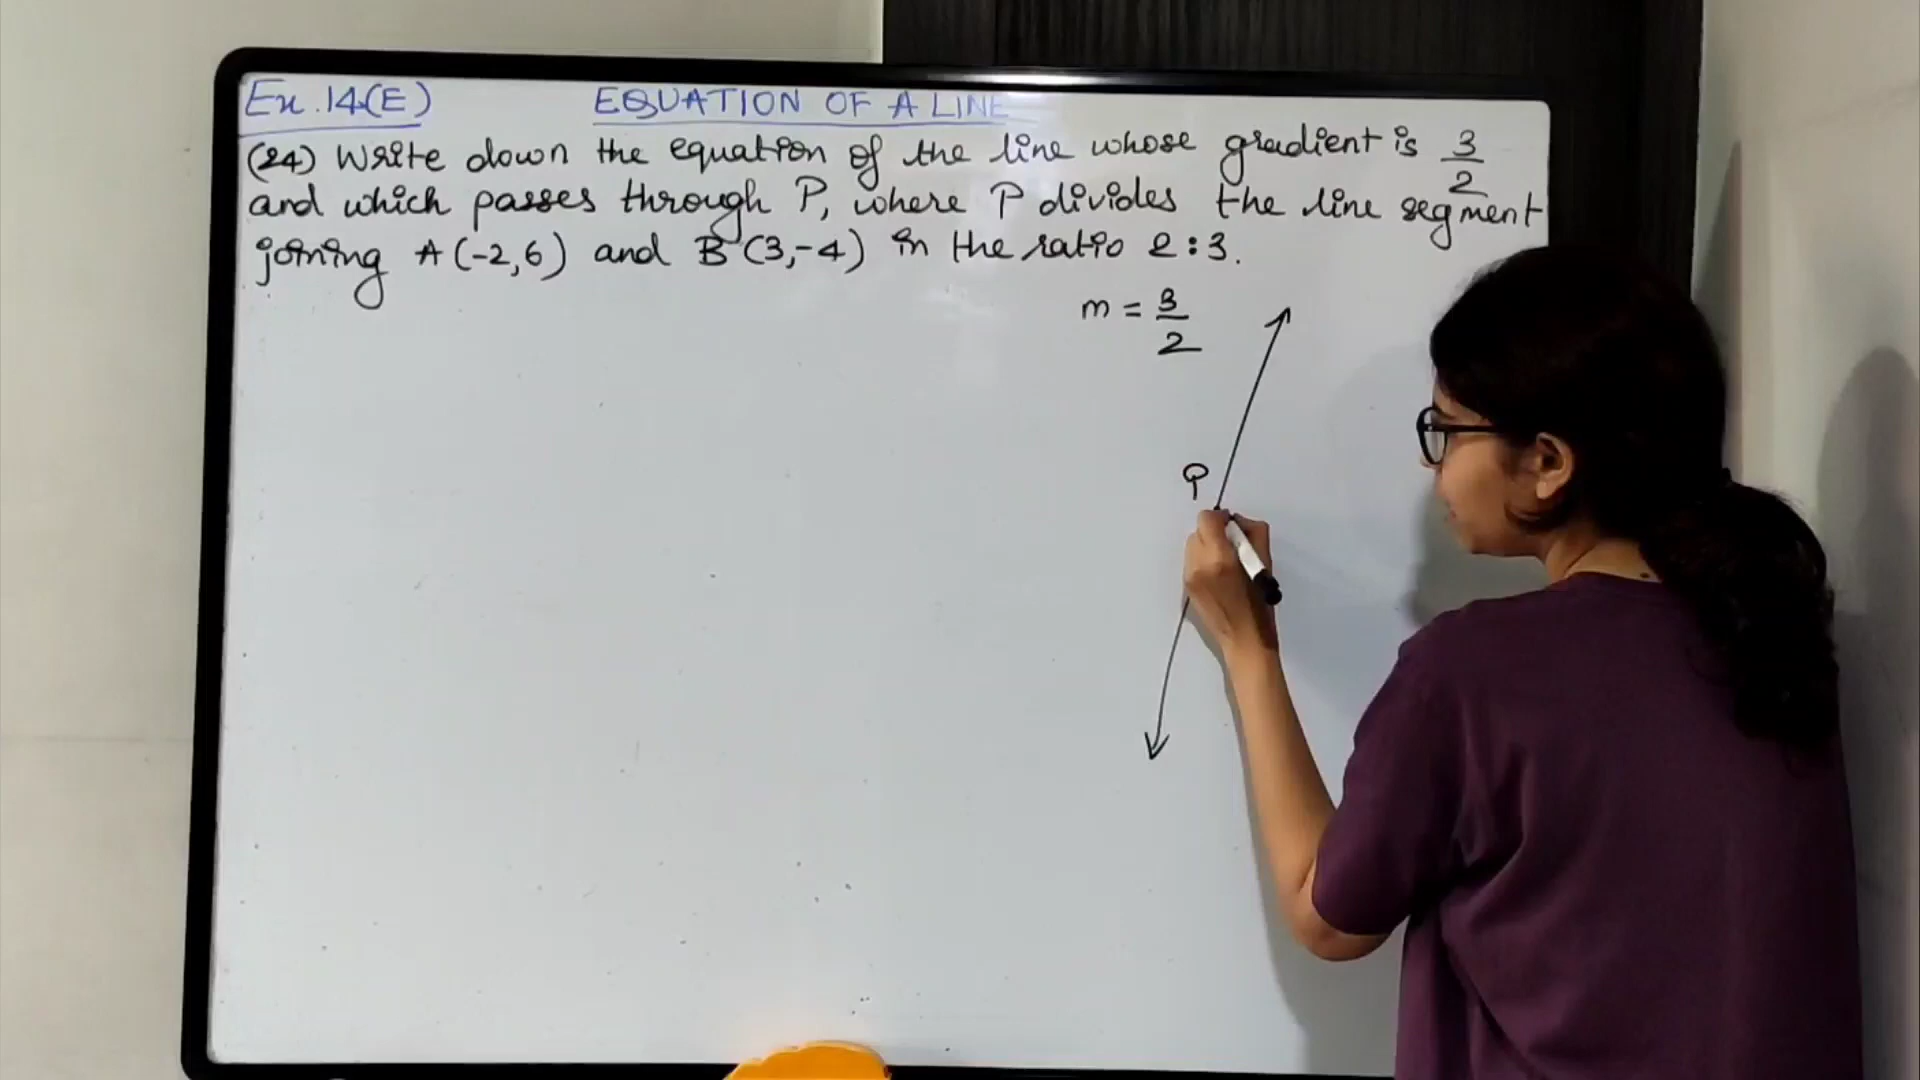 Ex.14(E) EQUATION OF A LINE
(24) Write down the equation of the line whose gradient is 3/2
and which passes through P, where P divides the line segment
joining A(-2,6) and B(3,-4) in the ratio 2:3.
m = 3/2
P